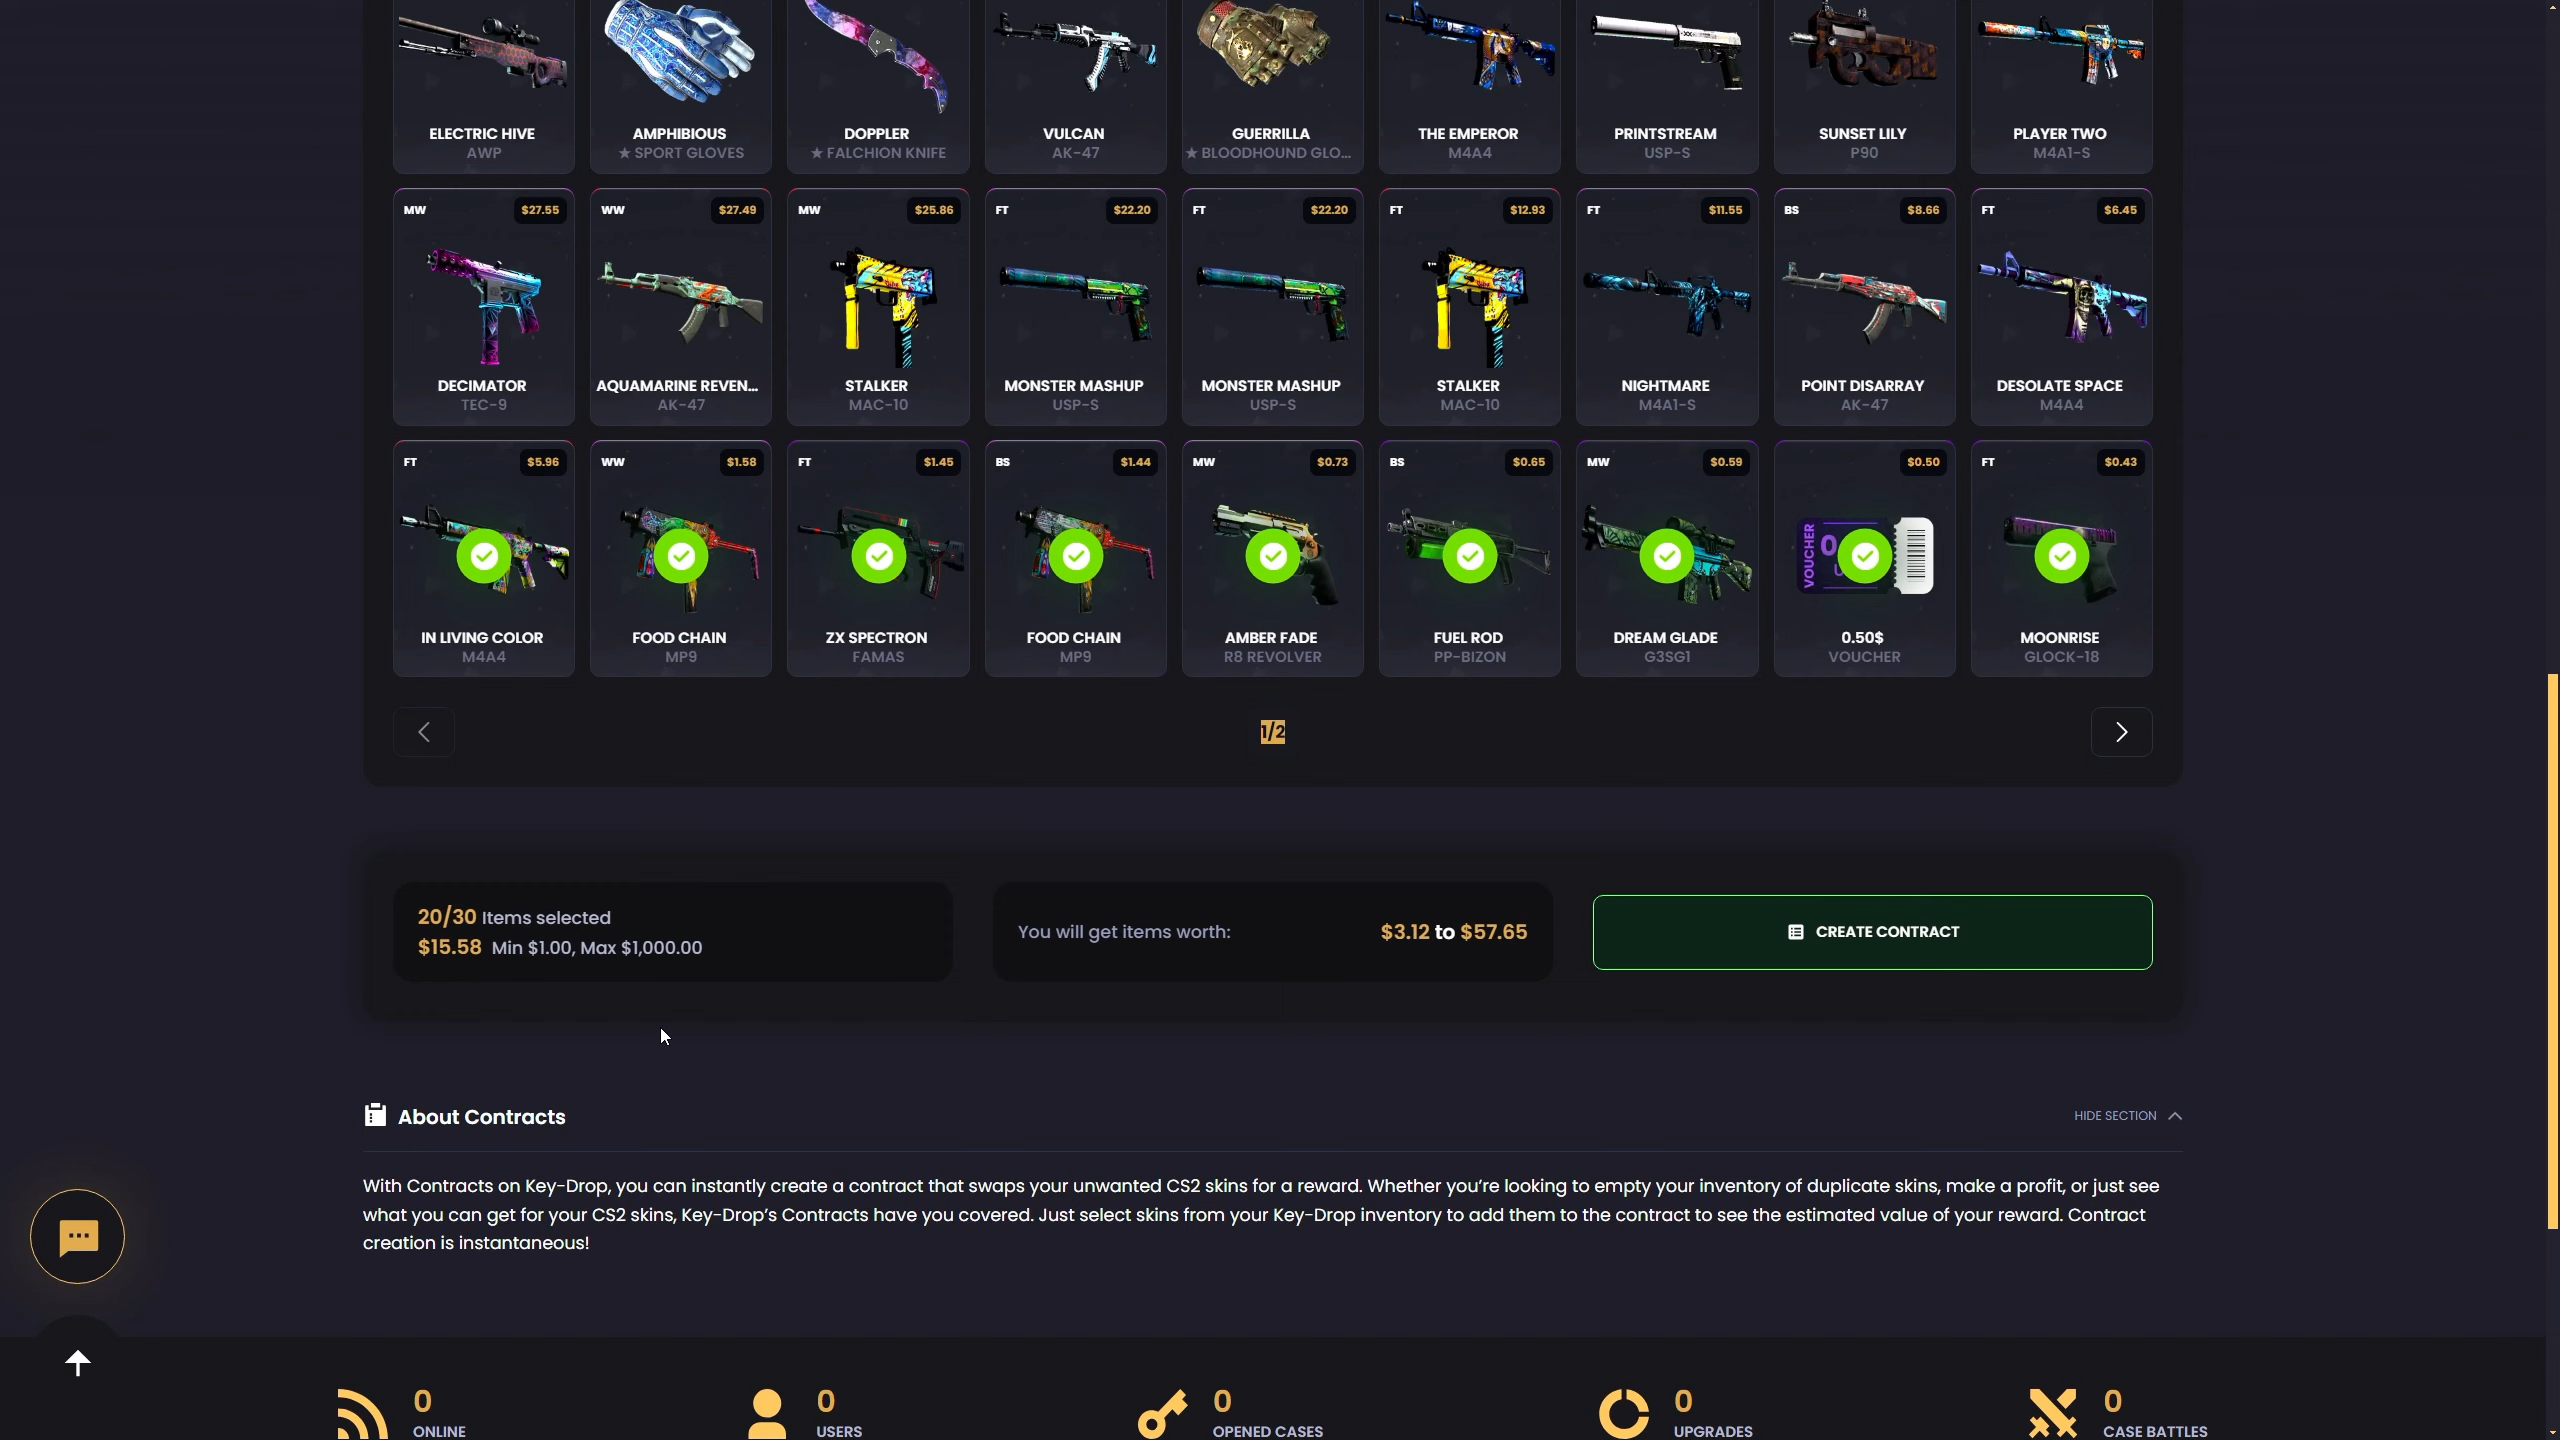 ELECTRIC HIVE
AWP
AMPHIBIOUS
★ SPORT GLOVES
DOPPLER
★ FALCHION KNIFE
VULCAN
AK-47
GUERRILLA
★ BLOODHOUND GLO...
THE EMPEROR
M4A4
PRINTSTREAM
USP-S
SUNSET LILY
P90
PLAYER TWO
M4A1-S
MW $27.55
DECIMATOR
TEC-9
WW $27.49
AQUAMARINE REVEN...
AK-47
MW $25.86
STALKER
MAC-10
FT $22.20
MONSTER MASHUP
USP-S
FT $22.20
MONSTER MASHUP
USP-S
FT $12.93
STALKER
MAC-10
FT $11.55
NIGHTMARE
M4A1-S
BS $8.66
POINT DISARRAY
AK-47
FT $6.45
DESOLATE SPACE
M4A4
FT $5.96
IN LIVING COLOR
M4A4
WW $1.58
FOOD CHAIN
MP9
FT $1.45
ZX SPECTRON
FAMAS
BS $1.44
FOOD CHAIN
MP9
MW $0.73
AMBER FADE
R8 REVOLVER
BS $0.65
FUEL ROD
PP-BIZON
MW $0.59
DREAM GLADE
G3SG1
$0.50
VOUCHER
0.50$
VOUCHER
FT $0.43
MOONRISE
GLOCK-18
1/2
20/30 Items selected
$15.58 Min $1.00, Max $1,000.00
You will get items worth: $3.12 to $57.65
CREATE CONTRACT
About Contracts
HIDE SECTION
With Contracts on Key-Drop, you can instantly create a contract that swaps your unwanted CS2 skins for a reward. Whether you're looking to empty your inventory of duplicate skins, make a profit, or just see
what you can get for your CS2 skins, Key-Drop's Contracts have you covered. Just select skins from your Key-Drop inventory to add them to the contract to see the estimated value of your reward. Contract
creation is instantaneous!
0
ONLINE
0
USERS
0
OPENED CASES
0
UPGRADES
0
CASE BATTLES